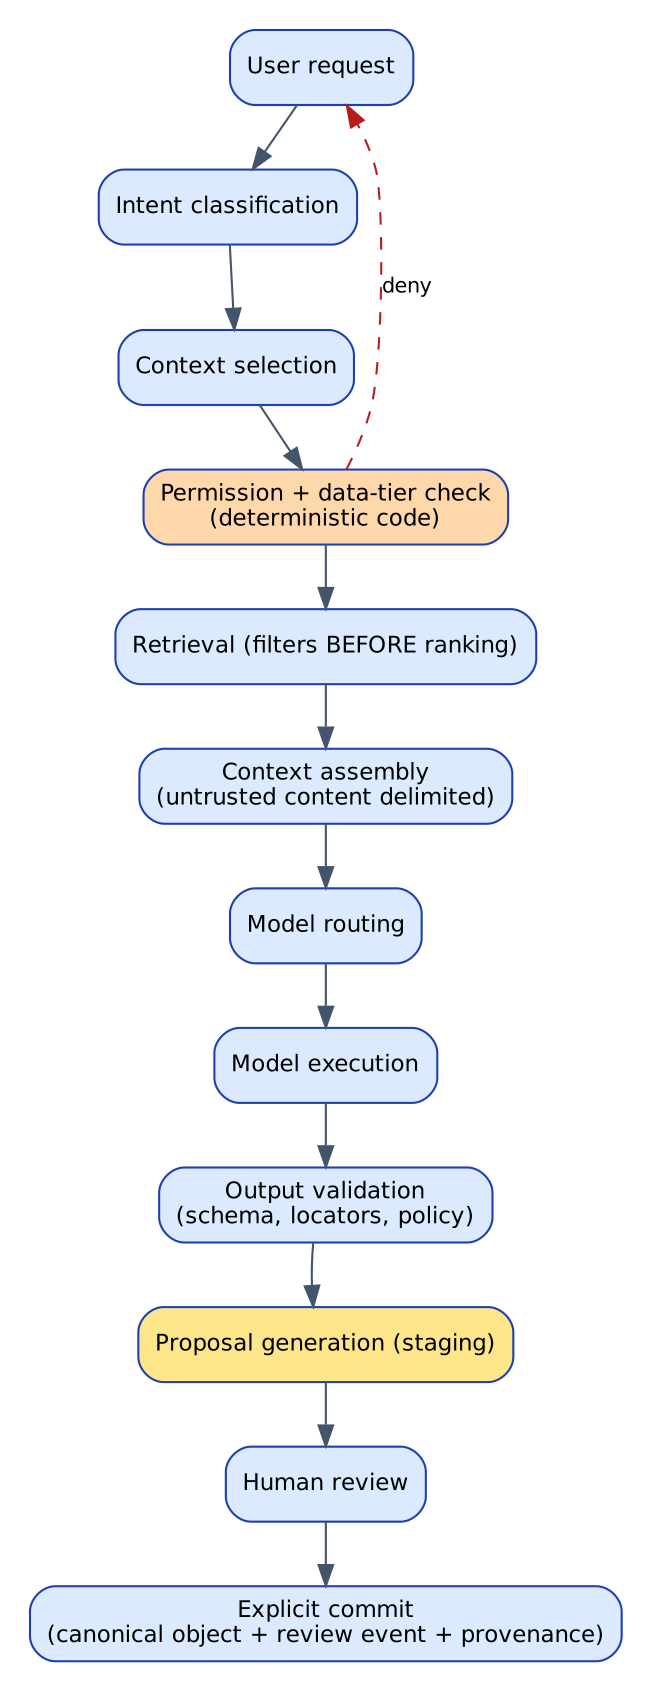 User request
Intent classification
deny
Context selection
Permission + data-tier check
(deterministic code)
Retrieval (filters BEFORE ranking)
Context assembly
(untrusted content delimited)
Model routing
Model execution
Output validation
(schema, locators, policy)
Proposal generation (staging)
Human review
Explicit commit
(canonical object + review event + provenance)